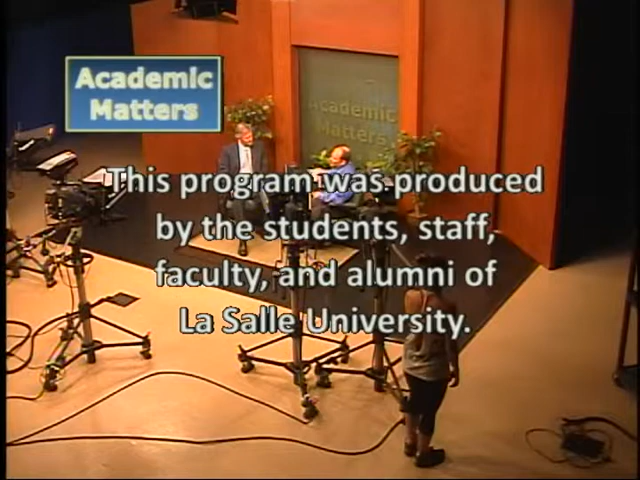 Academic
Matters
Academic
Matters
This program was produced
by the students, staff,
faculty, and alumni of
La Salle University.